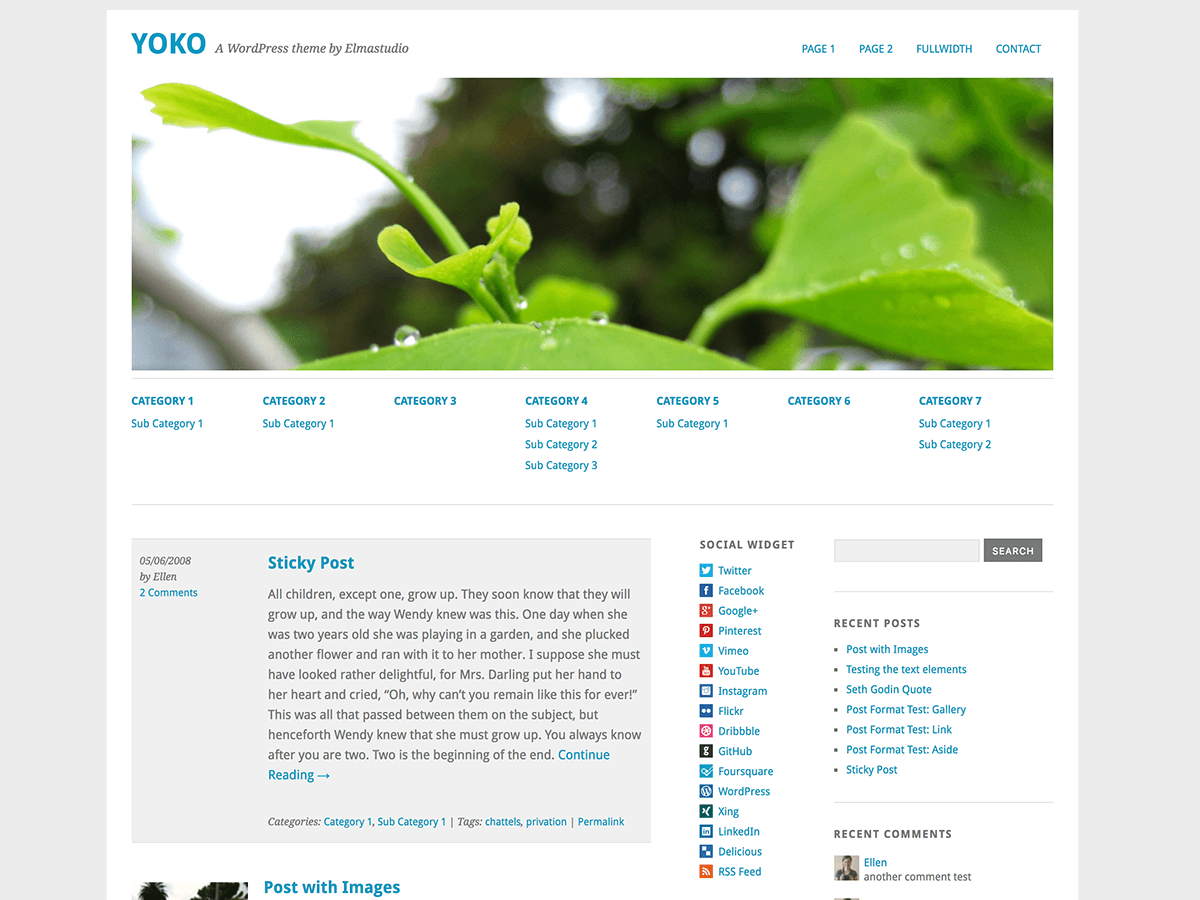 YOKO A WordPress theme by Elmastudio
PAGE 1 PAGE 2 FULLWIDTH CONTACT
CATEGORY 1
Sub Category 1
CATEGORY 2
Sub Category 1
CATEGORY 3
CATEGORY 4
Sub Category 1
Sub Category 2
Sub Category 3
CATEGORY 5
Sub Category 1
CATEGORY 6
CATEGORY 7
Sub Category 1
Sub Category 2
05/06/2008
by Ellen
2 Comments
Sticky Post
All children, except one, grow up. They soon know that they will
grow up, and the way Wendy knew was this. One day when she
was two years old she was playing in a garden, and she plucked
another flower and ran with it to her mother. I suppose she must
have looked rather delightful, for Mrs. Darling put her hand to
her heart and cried, “Oh, why can’t you remain like this for ever!”
This was all that passed between them on the subject, but
henceforth Wendy knew that she must grow up. You always know
after you are two. Two is the beginning of the end. Continue
Reading →
Categories: Category 1, Sub Category 1 | Tags: chattels, privation | Permalink
Post with Images
SOCIAL WIDGET
Twitter
Facebook
Google+
Pinterest
Vimeo
YouTube
Instagram
Flickr
Dribbble
GitHub
Foursquare
WordPress
Xing
LinkedIn
Delicious
RSS Feed
SEARCH
RECENT POSTS
Post with Images
Testing the text elements
Seth Godin Quote
Post Format Test: Gallery
Post Format Test: Link
Post Format Test: Aside
Sticky Post
RECENT COMMENTS
Ellen
another comment test